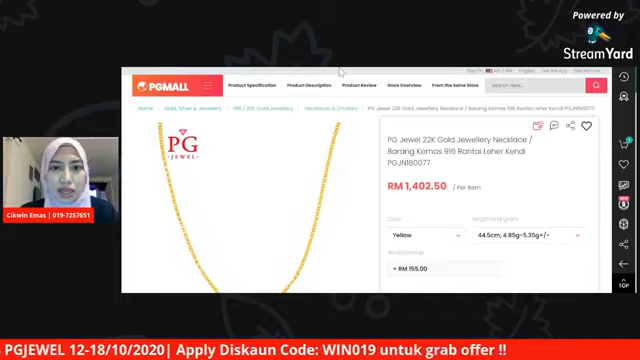 Powered by
StreamYard
PGMALL
Product Specification
Product Description
Product Review
Store Overview
From the Same Store
Search
Home
Gold, Silver & Jewellery
916 / 22K Gold Jewellery
Necklaces & Chokers
PG Jewel 22K Gold Jewellery Necklace / Barang Kemas 916 Rantai Leher Kendi PGJN180077
PG
JEWEL
PG Jewel 22K Gold Jewellery Necklace /
Barang Kemas 916 Rantai Leher Kendi
PGJN180077
RM 1,402.50 / Per Item
Color
length and gram
Yellow
44.5cm, 4.85g-5.35g+/-
Workmanship
+ RM 155.00
TOP
Cikwin Emas | 019-7257651
PGJEWEL 12-18/10/2020| Apply Diskaun Code: WIN019 untuk grab offer !!